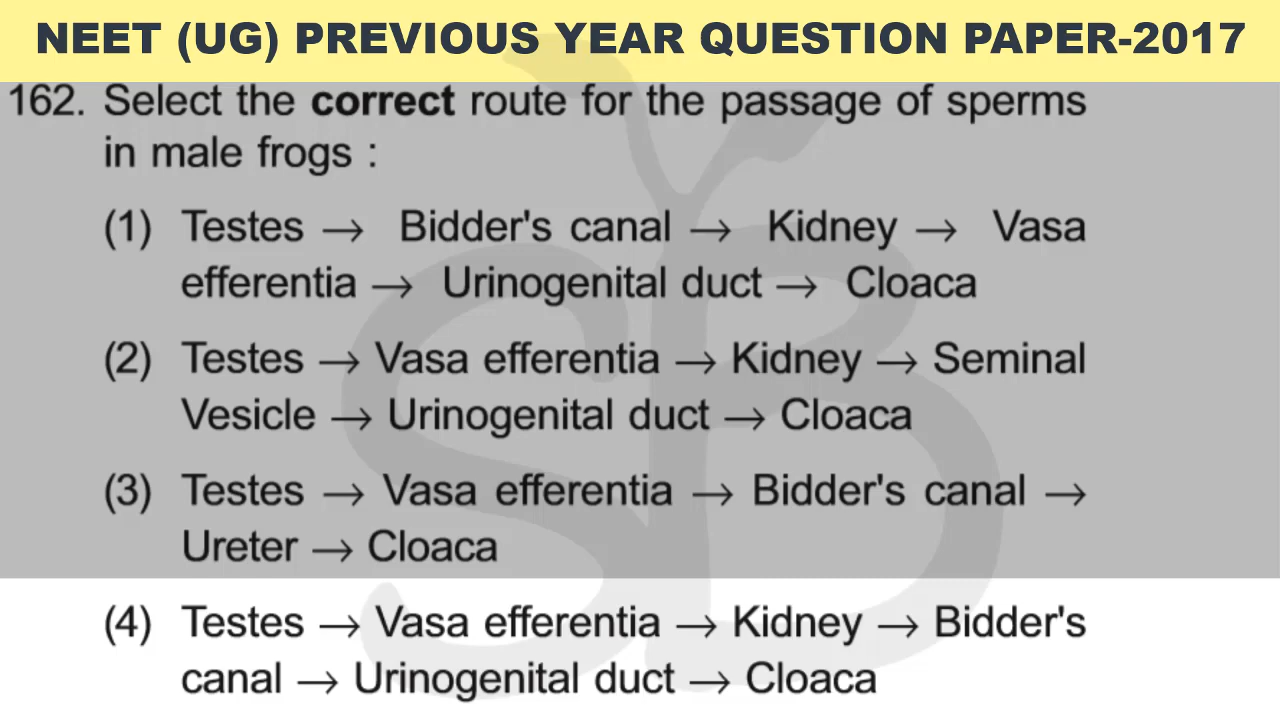 NEET (UG) PREVIOUS YEAR QUESTION PAPER-2017
162. Select the correct route for the passage of sperms
in male frogs :
(1) Testes → Bidder's canal → Kidney → Vasa
efferentia → Urinogenital duct → Cloaca
(2) Testes → Vasa efferentia → Kidney → Seminal
Vesicle → Urinogenital duct → Cloaca
(3) Testes → Vasa efferentia → Bidder's canal →
Ureter → Cloaca
(4) Testes → Vasa efferentia → Kidney → Bidder's
canal → Urinogenital duct → Cloaca
SB